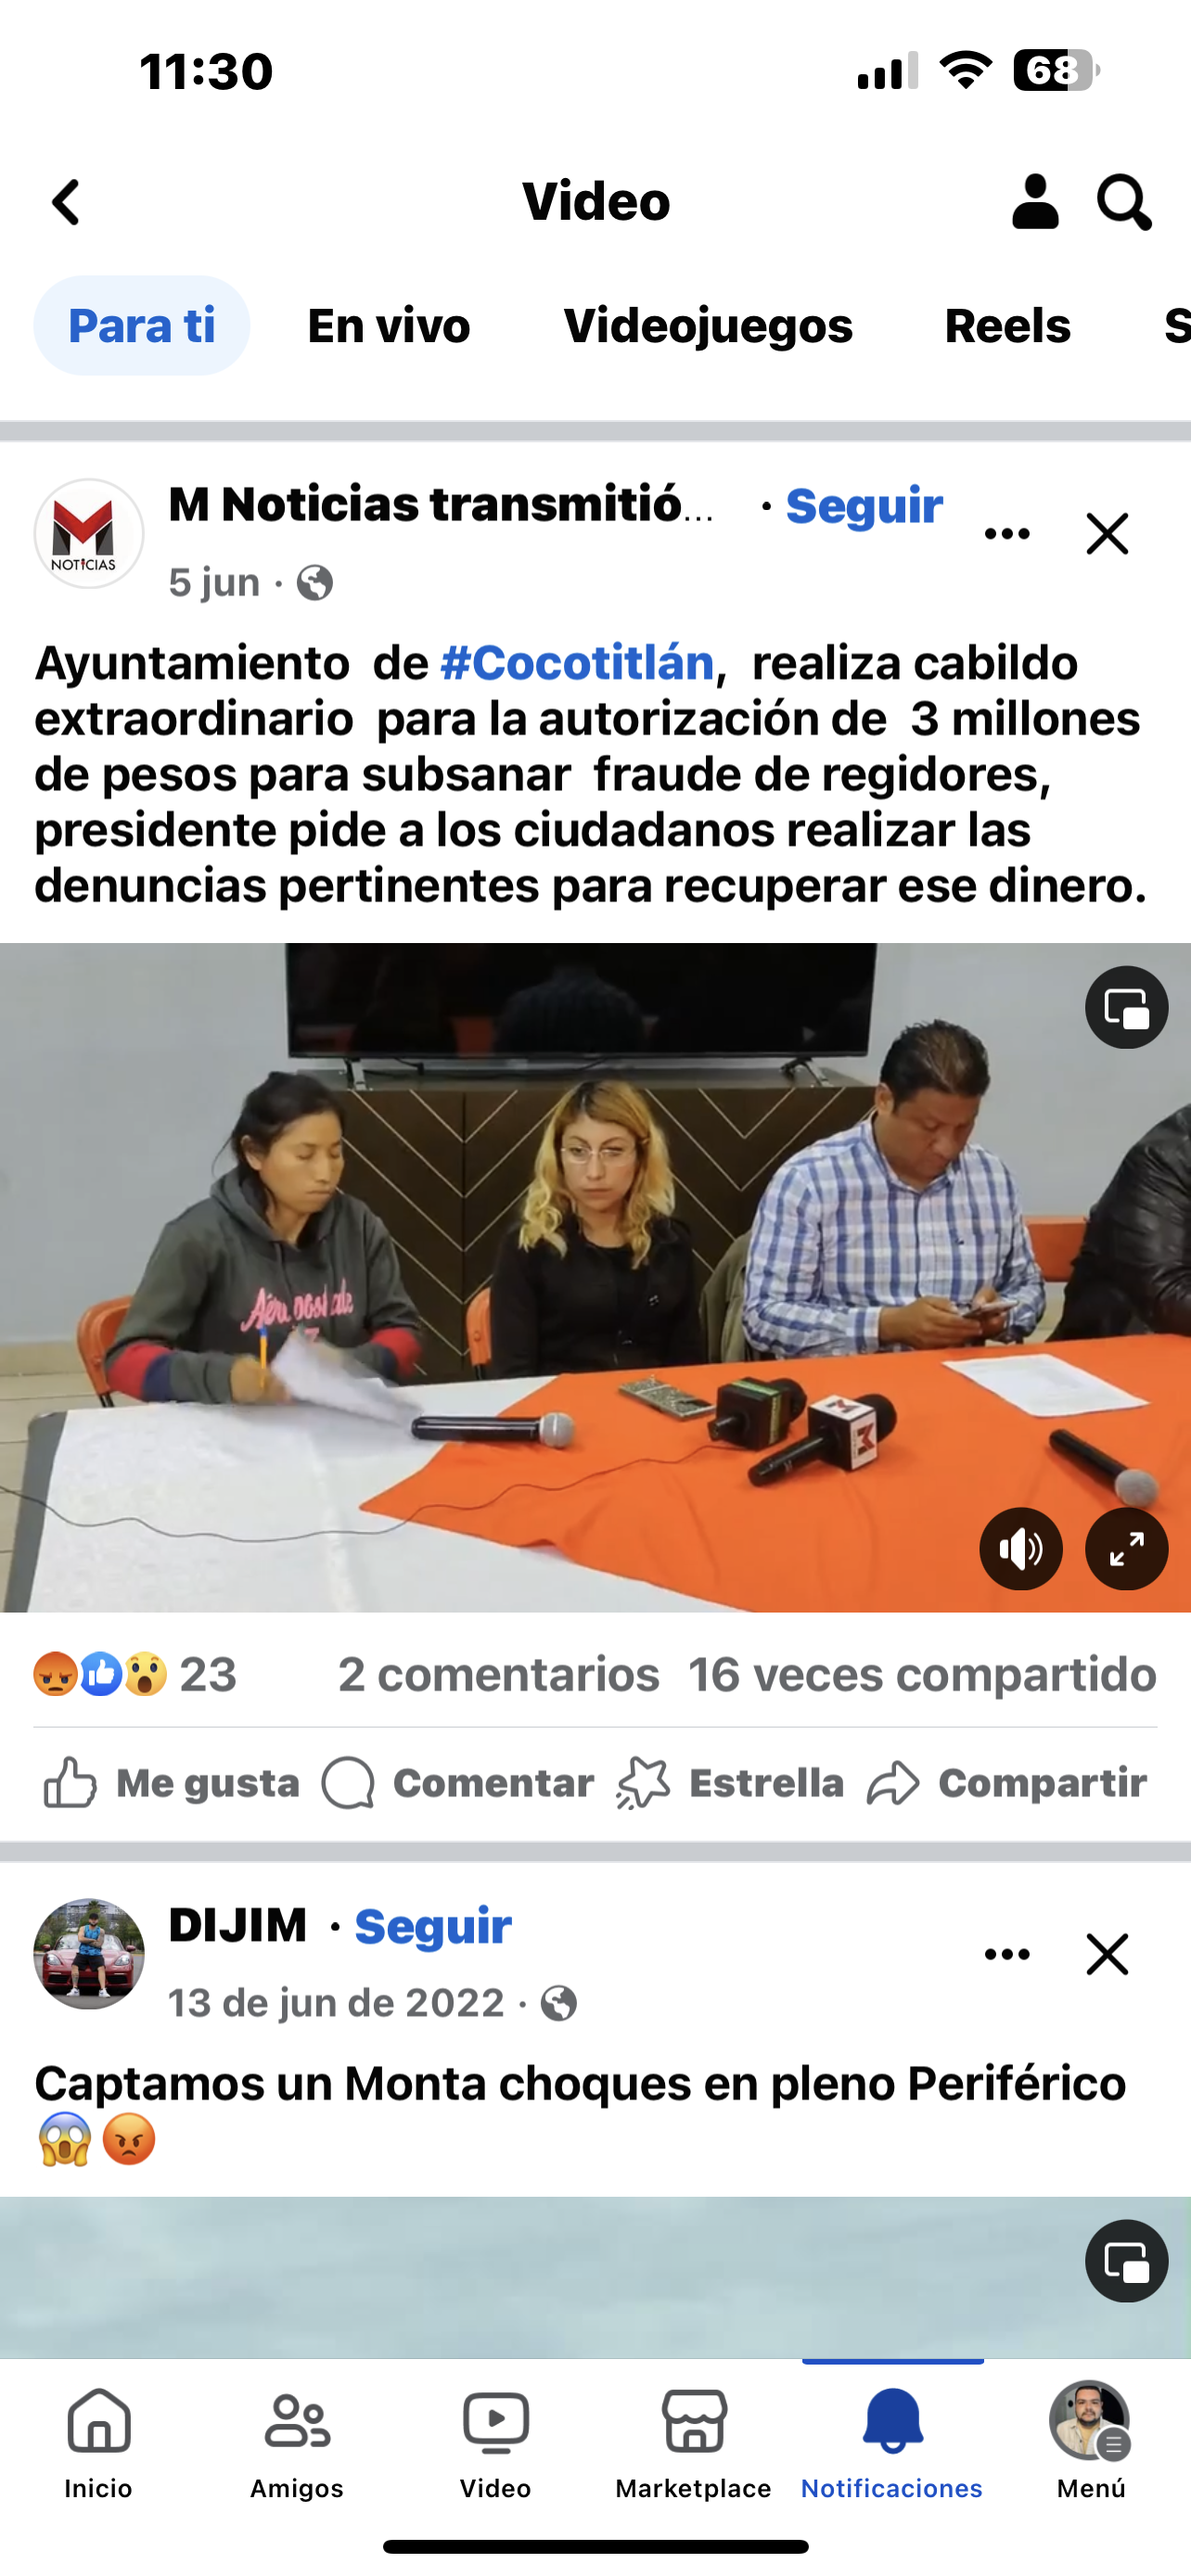 11:30
68
Video
Para ti
En vivo
Videojuegos
Reels
S
M Noticias transmitió... · Seguir
NOTICIAS
5 jun ·
Ayuntamiento de #Cocotitlán, realiza cabildo
extraordinario para la autorización de 3 millones
de pesos para subsanar fraude de regidores,
presidente pide a los ciudadanos realizar las
denuncias pertinentes para recuperar ese dinero.
Aéropostale
23
2 comentarios
16 veces compartido
Me gusta
Comentar
Estrella
Compartir
DIJIM · Seguir
13 de jun de 2022 ·
Captamos un Monta choques en pleno Periférico
😱😡
Inicio
Amigos
Video
Marketplace
Notificaciones
Menú